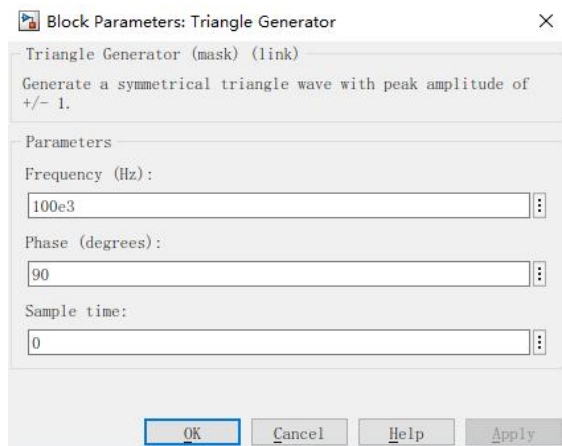 Block Parameters: Triangle Generator
Triangle Generator (mask) (link)
Generate a symmetrical triangle wave with peak amplitude of
+/- 1.
Parameters
Frequency (Hz):
100e3
Phase (degrees):
90
Sample time:
0
OK Cancel Help Apply